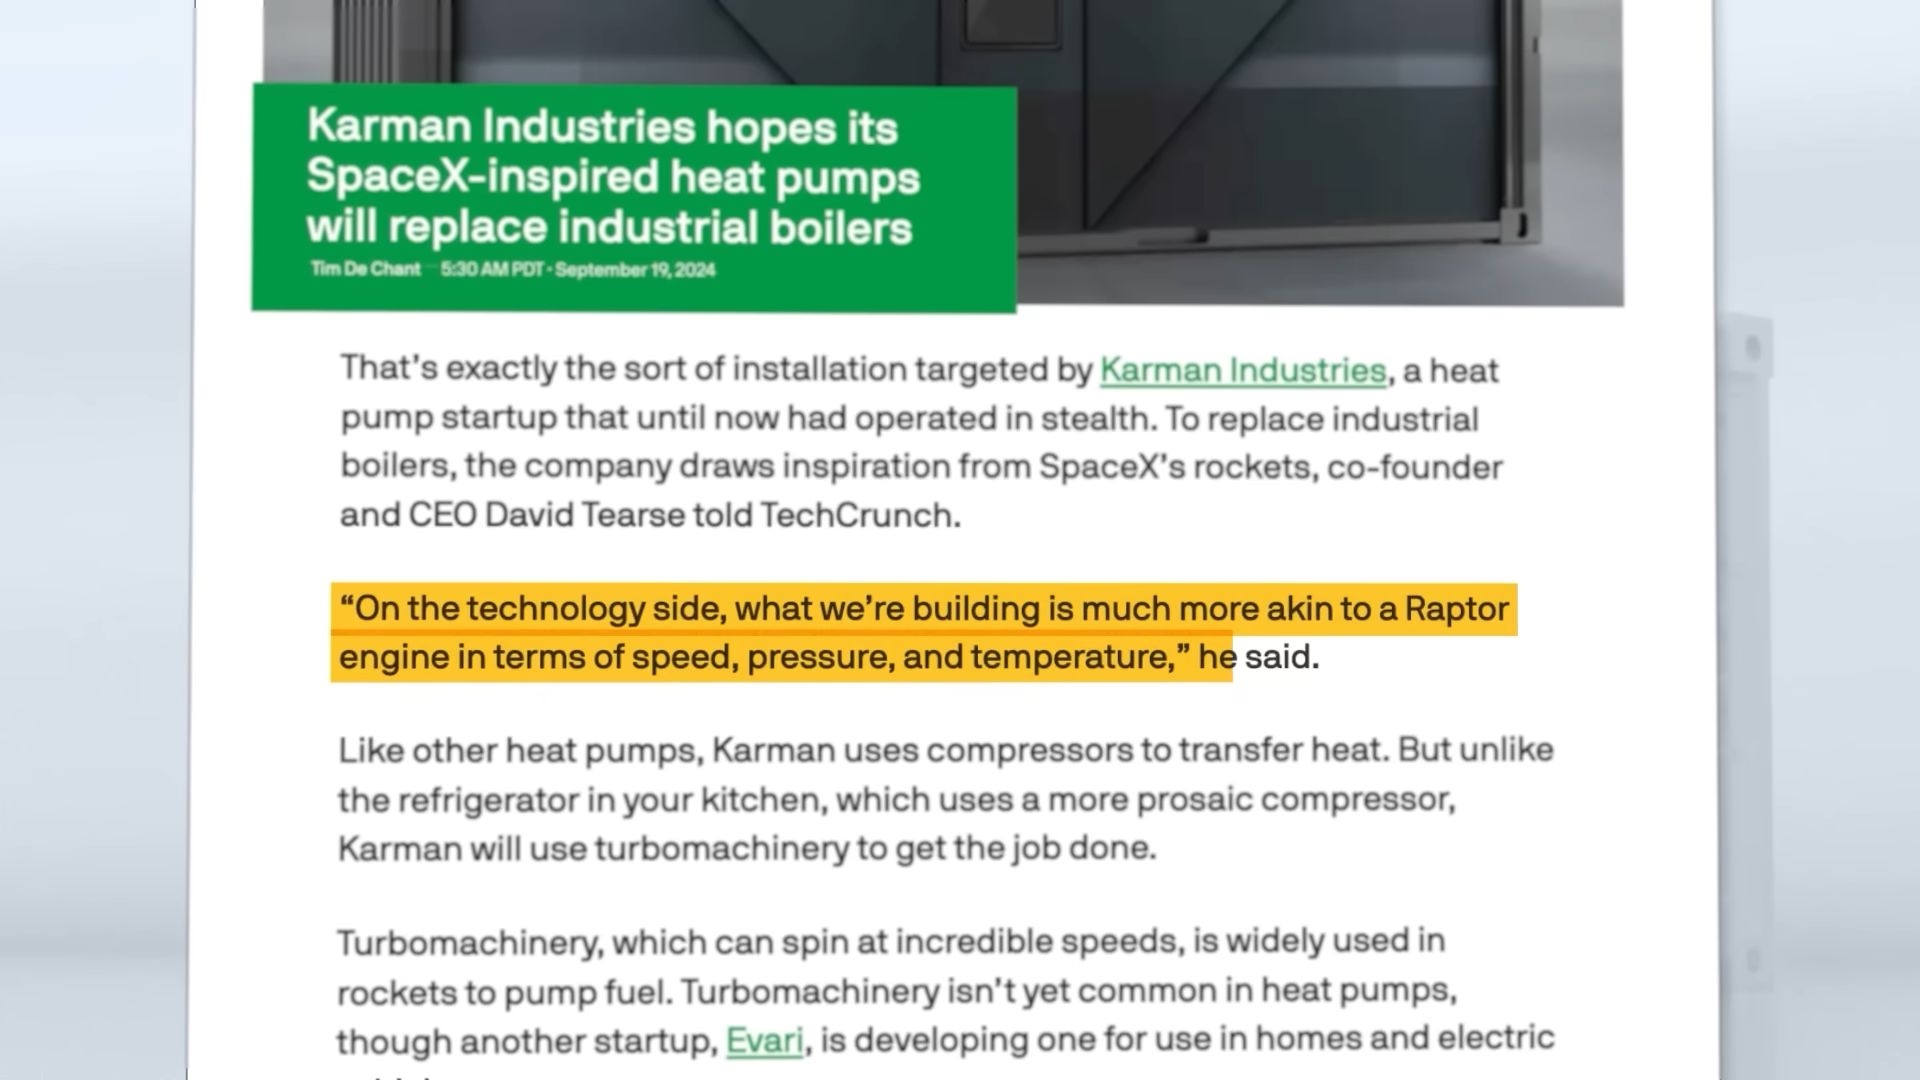 Karman Industries hopes its
SpaceX-inspired heat pumps
will replace industrial boilers
Tim De Chant 5:30 AM PDT · September 19, 2024
That’s exactly the sort of installation targeted by Karman Industries, a heat
pump startup that until now had operated in stealth. To replace industrial
boilers, the company draws inspiration from SpaceX’s rockets, co-founder
and CEO David Tearse told TechCrunch.
“On the technology side, what we’re building is much more akin to a Raptor
engine in terms of speed, pressure, and temperature,” he said.
Like other heat pumps, Karman uses compressors to transfer heat. But unlike
the refrigerator in your kitchen, which uses a more prosaic compressor,
Karman will use turbomachinery to get the job done.
Turbomachinery, which can spin at incredible speeds, is widely used in
rockets to pump fuel. Turbomachinery isn’t yet common in heat pumps,
though another startup, Evari, is developing one for use in homes and electric